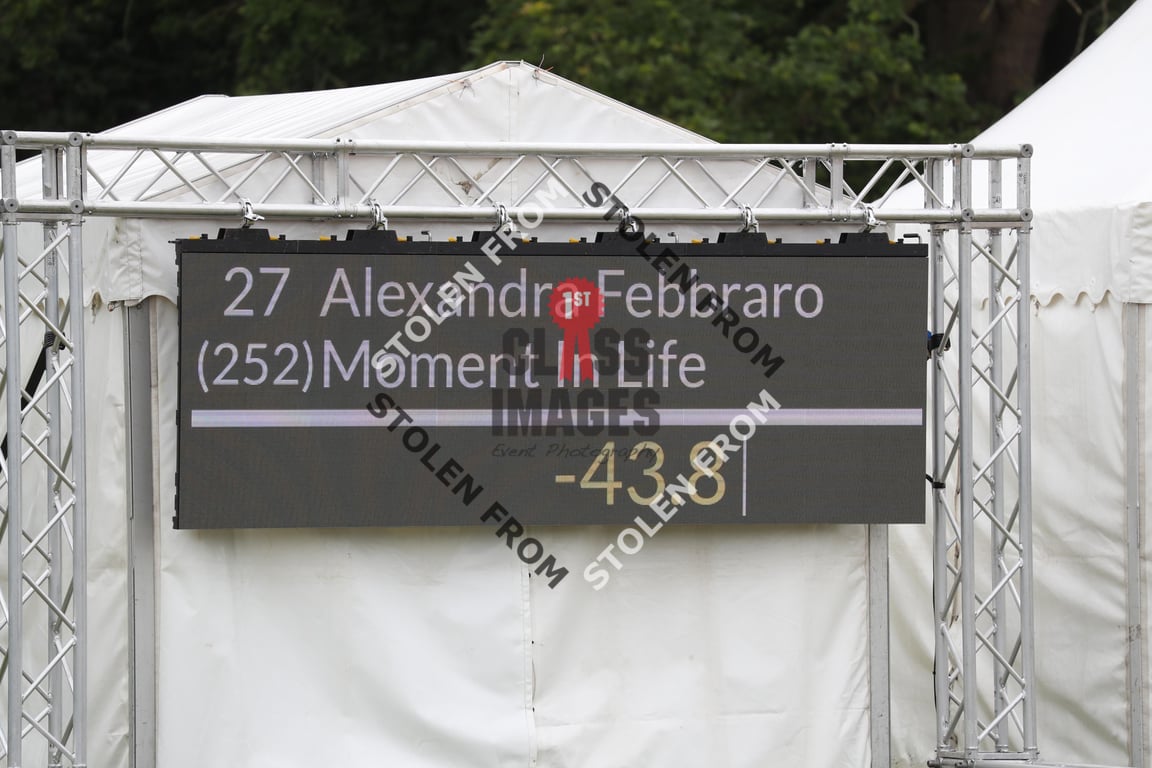 27 Alexandra Febbraro
(252) Moment In Life
-43.8
1ST
CLASS
IMAGES
Event Photography
STOLEN FROM
STOLEN FROM
STOLEN FROM
STOLEN FROM